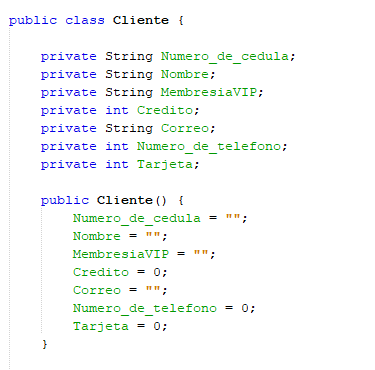 public class Cliente {
private String Numero_de_cedula;
private String Nombre;
private String MembresiaVIP;
private int Credito;
private String Correo;
private int Numero_de_telefono;
private int Tarjeta;
public Cliente() {
Numero_de_cedula = "";
Nombre = "";
MembresiaVIP = "";
Credito = 0;
Correo = "";
Numero_de_telefono = 0;
Tarjeta = 0;
}